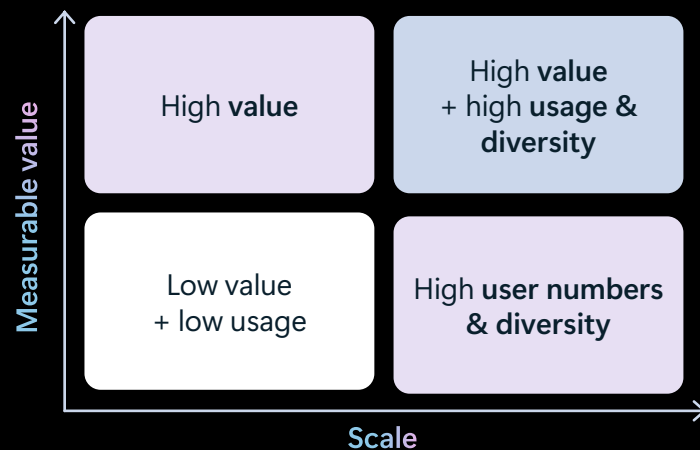 High value
High value
+ high usage &
diversity
Measurable value
Low value
+ low usage
High user numbers
& diversity
Scale